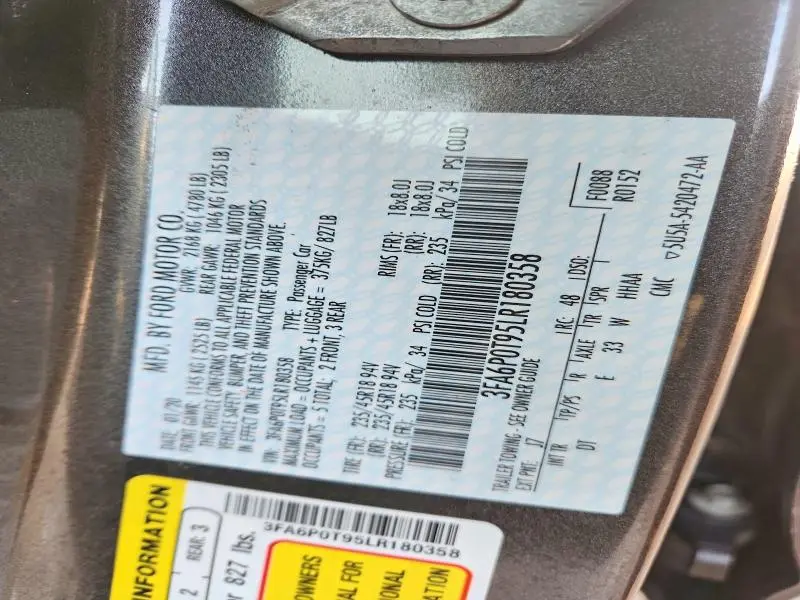 MFD. BY FORD MOTOR CO.
DATE: 01/20 GVWR: 2168 KG ( 4780 LB)
FRONT GAWR: 1145 KG ( 2525 LB) REAR GAWR: 1046 KG ( 2305 LB)
THIS VEHICLE CONFORMS TO ALL APPLICABLE FEDERAL MOTOR
VEHICLE SAFETY, BUMPER, AND THEFT PREVENTION STANDARDS
IN EFFECT ON THE DATE OF MANUFACTURE SHOWN ABOVE.
VIN: 3FA6P0T95LR180358 TYPE: Passenger Car
MAXIMUM LOAD = OCCUPANTS + LUGGAGE = 375KG/ 827LB
OCCUPANTS = 5 TOTAL; 2 FRONT, 3 REAR
TIRE (FR): 235/45R18 94V RIMS (FR): 18x8.0J
(RR): 235/45R18 94V (RR): 18x8.0J
PRESSURE (FR): 235 kPa/ 34 PSI COLD (RR): 235 kPa/ 34 PSI COLD
3FA6P0T95LR180358
TRAILER TOWING - SEE OWNER GUIDE
EXT PNT: J7 RC: 48 DSO: F0088
R0152
INT TR TP/PS R AXLE TR SPR
DT E 33 W HHAA
CMC ▽5U5A-5420472-AA
INFORMATION
2 REAR: 3
827 lbs.
3FA6P0T95LR180358
OWNERS
AL FOR
IONAL
ATION